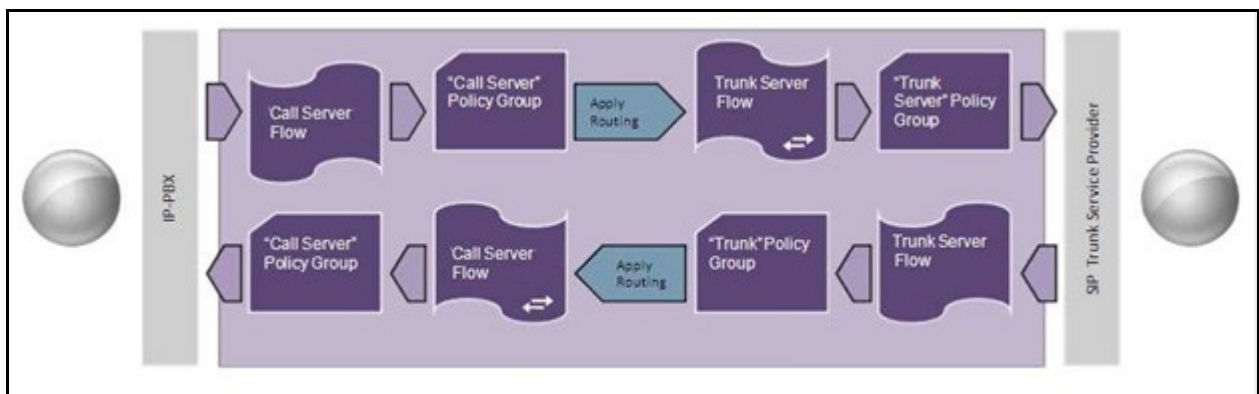 IP-PBX
'Call Server
Flow
"Call Server"
Policy Group
Apply
Routing
Trunk Server
Flow
"Trunk
Server" Policy
Group
SIP Trunk Service Provider
"Call Server"
Policy Group
'Call Server
Flow
Apply
Routing
"Trunk" Policy
Group
Trunk Server
Flow